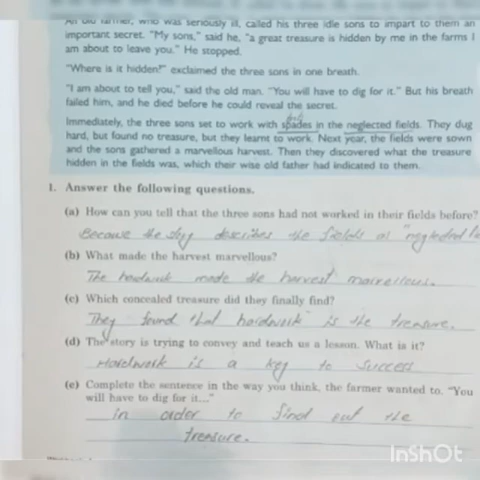 An old farmer, who was seriously ill, called his three idle sons to impart to them an
important secret. "My sons," said he, "a great treasure is hidden by me in the farms I
am about to leave you." He stopped.
"Where is it hidden?" exclaimed the three sons in one breath.
"I am about to tell you," said the old man. "You will have to dig for it." But his breath
failed him, and he died before he could reveal the secret.
Immediately, the three sons set to work with spades in the neglected fields. They dug
hard, but found no treasure, but they learnt to work. Next year, the fields were sown
and the sons gathered a marvellous harvest. Then they discovered what the treasure
hidden in the fields was, which their wise old father had indicated to them.
1. Answer the following questions.
(a) How can you tell that the three sons had not worked in their fields before?
Because the story describes the fields as "neglected
(b) What made the harvest marvellous?
The hardwork made the harvest marvellous.
(c) Which concealed treasure did they finally find?
They found that hardwork is the treasure.
(d) The story is trying to convey and teach us a lesson. What is it?
Hardwork is a key to success
(e) Complete the sentence in the way you think, the farmer wanted to. "You
will have to dig for it..."
in order to find out the
treasure.
InShOt